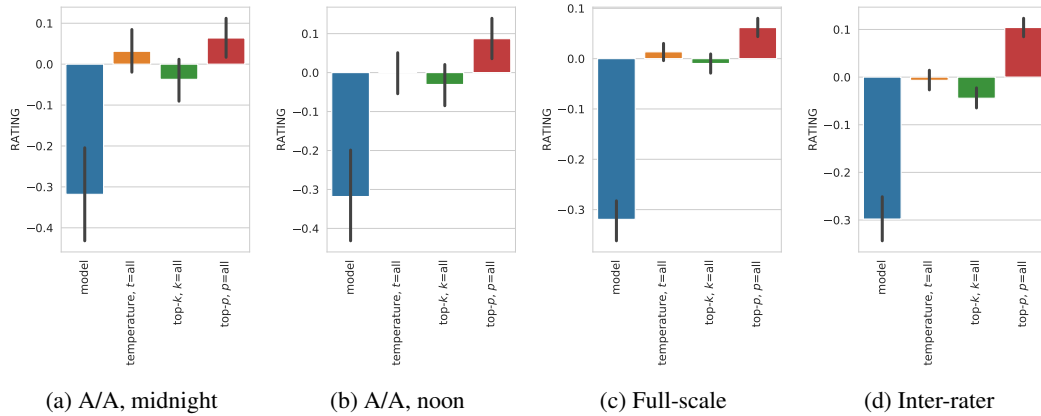 0.1
0.0
−0.1
−0.2
−0.3
−0.4
RATING
model
temperature, t=all
top-k, k=all
top-p, p=all
(a) A/A, midnight
0.1
0.0
−0.1
−0.2
−0.3
−0.4
RATING
model
temperature, t=all
top-k, k=all
top-p, p=all
(b) A/A, noon
0.1
0.0
−0.1
−0.2
−0.3
RATING
model
temperature, t=all
top-k, k=all
top-p, p=all
(c) Full-scale
0.1
0.0
−0.1
−0.2
−0.3
RATING
model
temperature, t=all
top-k, k=all
top-p, p=all
(d) Inter-rater